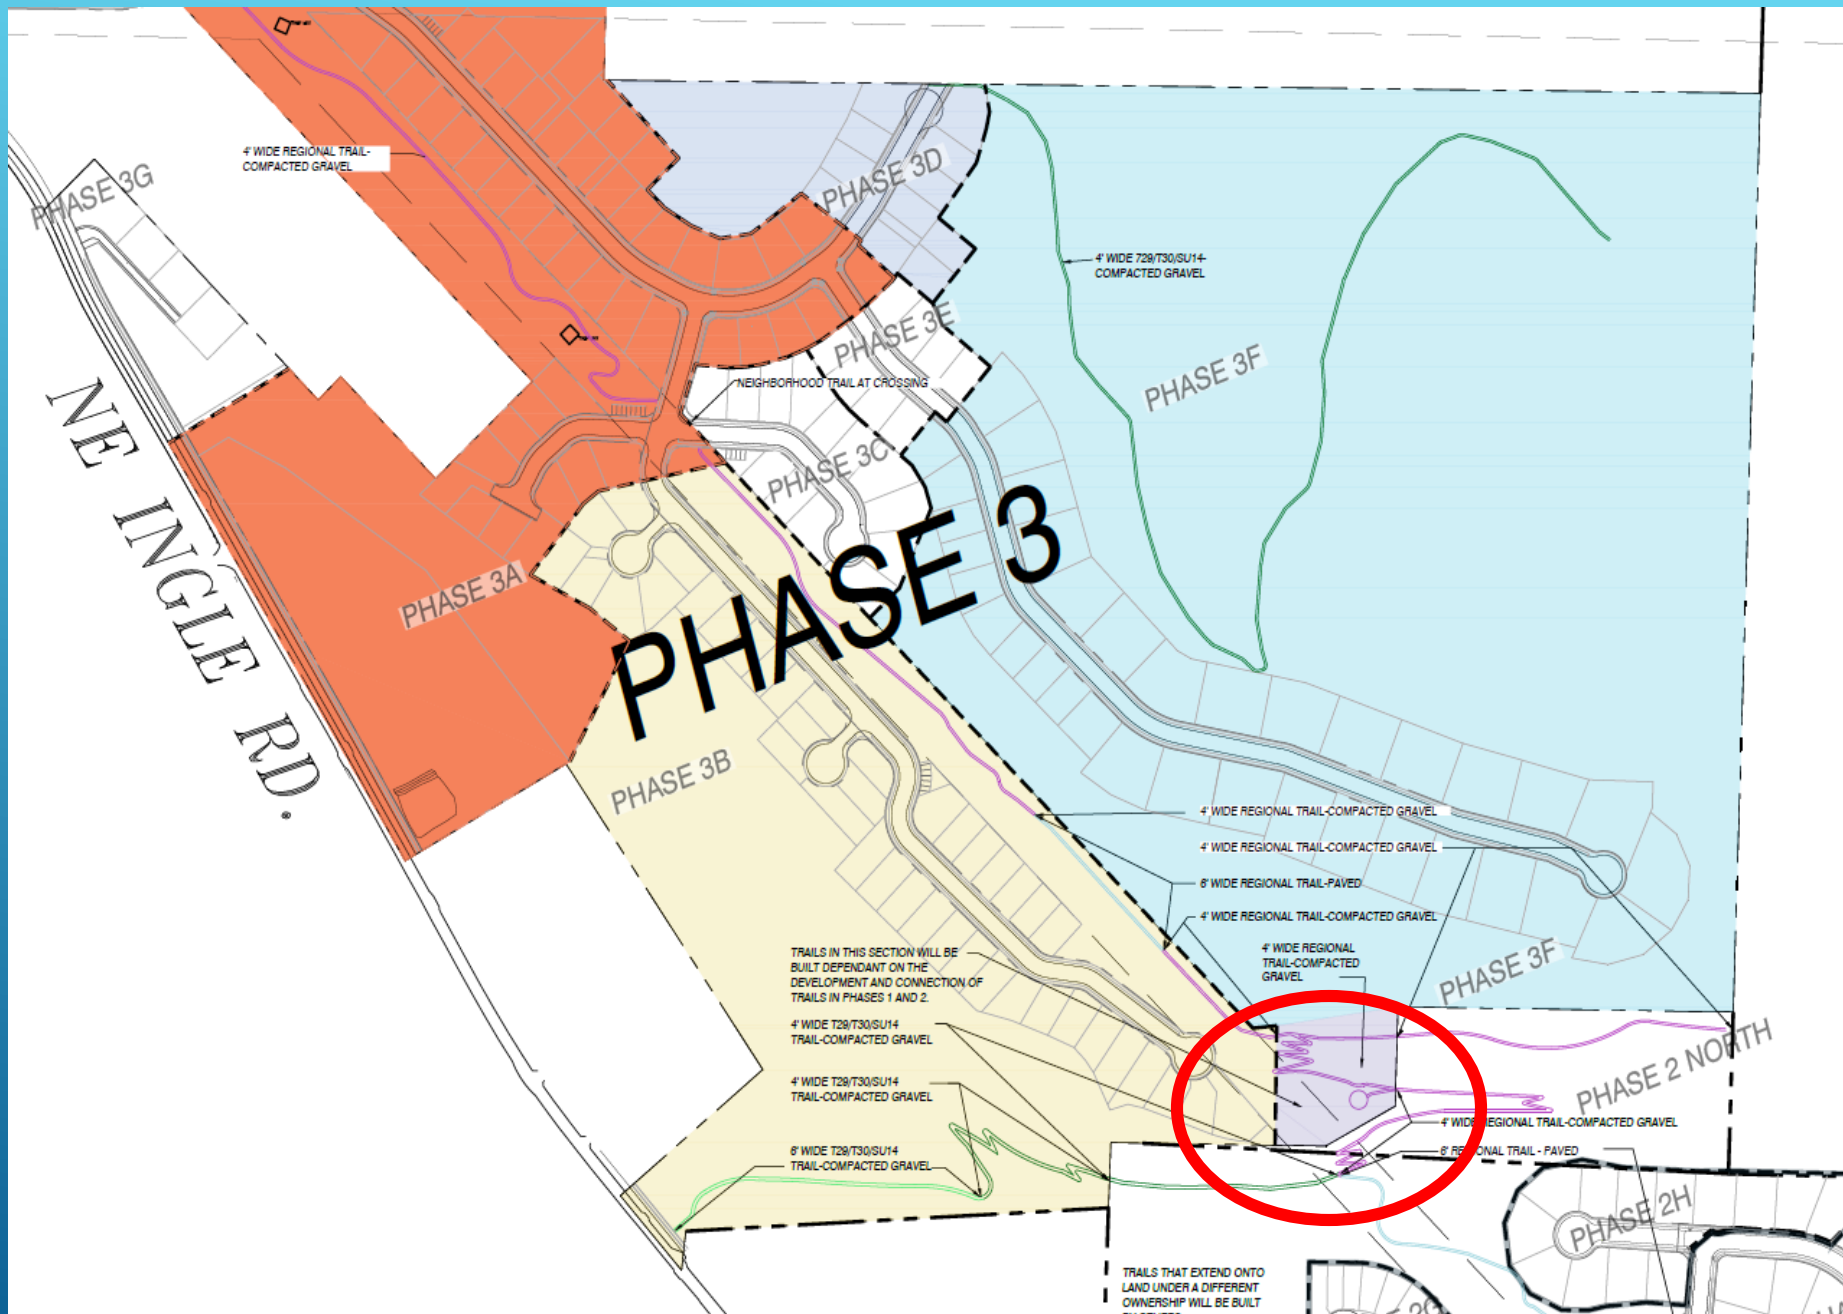 4' WIDE REGIONAL TRAIL-
COMPACTED GRAVEL
PHASE 3G
PHASE 3D
4' WIDE 729/T30/SU14-
COMPACTED GRAVEL
PHASE 3E
PHASE 3F
NEIGHBORHOOD TRAIL AT CROSSING
NE INGLE RD.
PHASE 3C
PHASE 3
PHASE 3A
PHASE 3B
4' WIDE REGIONAL TRAIL-COMPACTED GRAVEL
4' WIDE REGIONAL TRAIL-COMPACTED GRAVEL
6' WIDE REGIONAL TRAIL-PAVED
4' WIDE REGIONAL TRAIL-COMPACTED GRAVEL
4' WIDE REGIONAL
TRAIL-COMPACTED
GRAVEL
PHASE 3F
TRAILS IN THIS SECTION WILL BE
BUILT DEPENDANT ON THE
DEVELOPMENT AND CONNECTION OF
TRAILS IN PHASES 1 AND 2.
4' WIDE T29/T30/SU14
TRAIL-COMPACTED GRAVEL
4' WIDE T29/T30/SU14
TRAIL-COMPACTED GRAVEL
6' WIDE T29/T30/SU14
TRAIL-COMPACTED GRAVEL
PHASE 2 NORTH
4' WIDE REGIONAL TRAIL-COMPACTED GRAVEL
6' REGIONAL TRAIL - PAVED
PHASE 2H
TRAILS THAT EXTEND ONTO
LAND UNDER A DIFFERENT
OWNERSHIP WILL BE BUILT